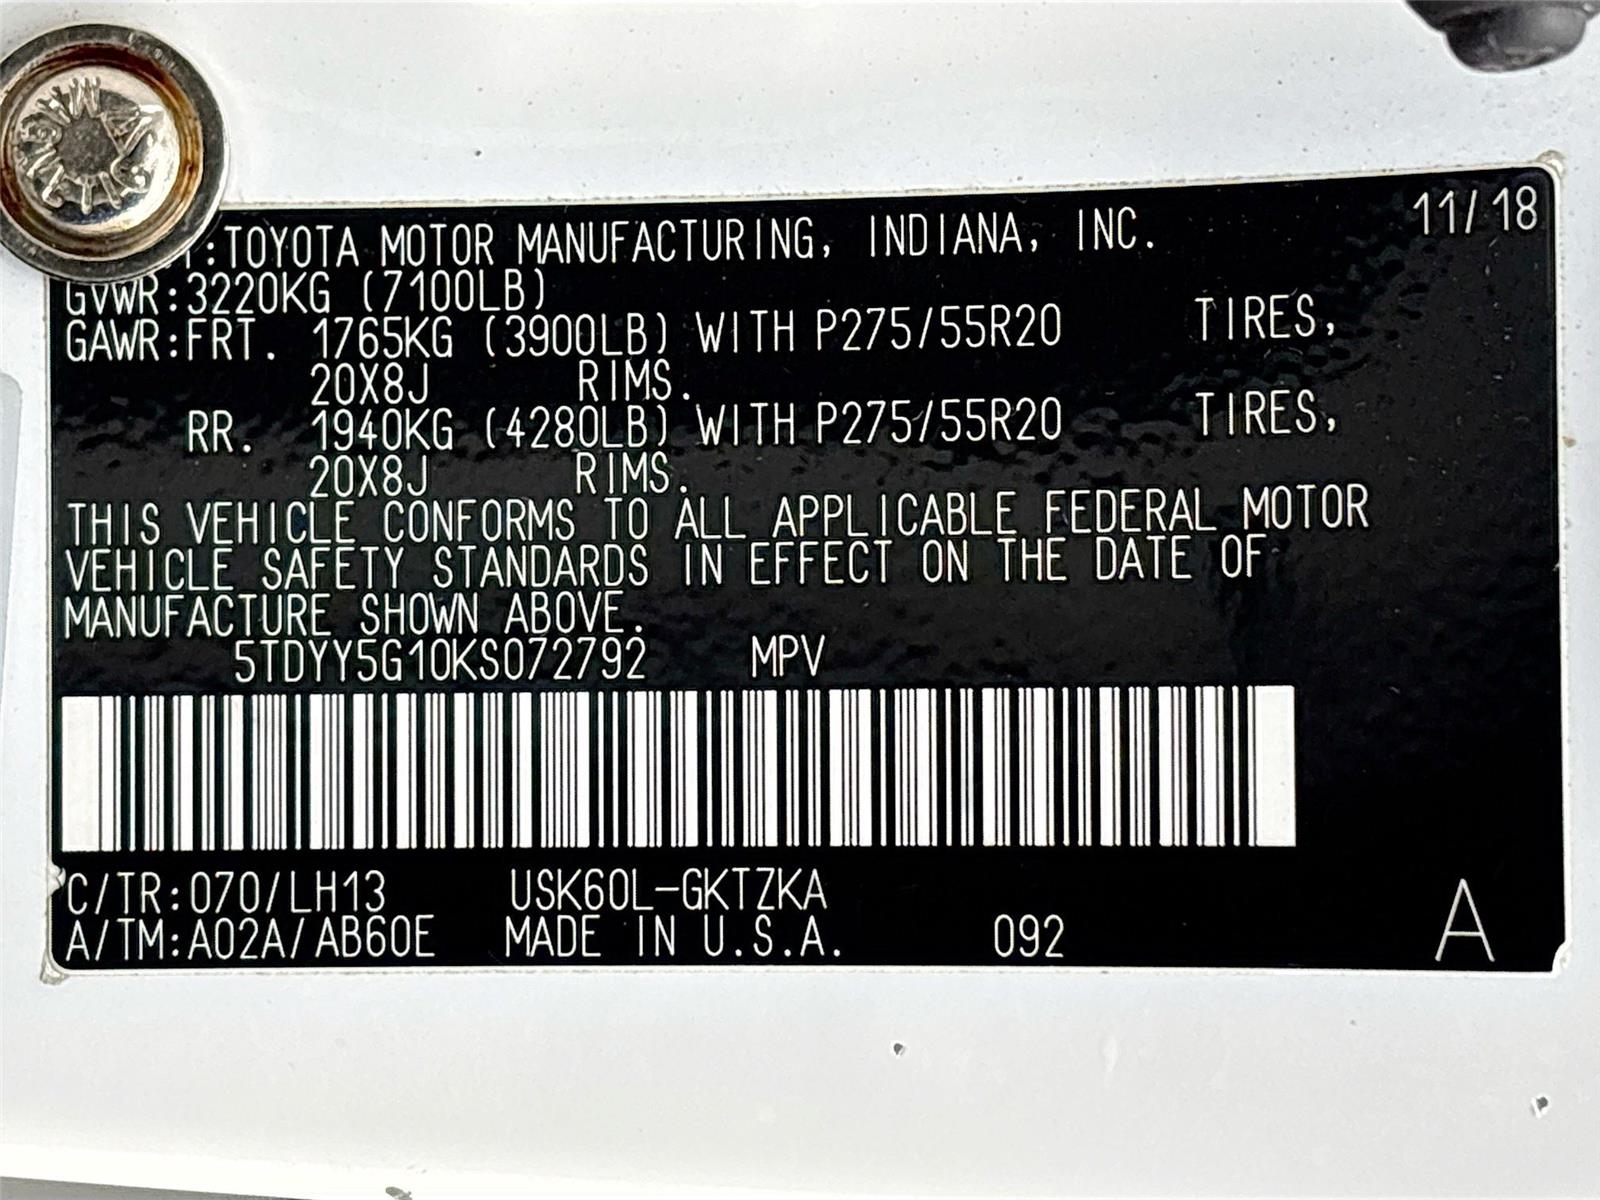 11/18
:TOYOTA MOTOR MANUFACTURING, INDIANA, INC.
GVWR:3220KG (7100LB)
GAWR:FRT. 1765KG (3900LB) WITH P275/55R20 TIRES,
20X8J RIMS.
RR. 1940KG (4280LB) WITH P275/55R20 TIRES,
20X8J RIMS.
THIS VEHICLE CONFORMS TO ALL APPLICABLE FEDERAL MOTOR
VEHICLE SAFETY STANDARDS IN EFFECT ON THE DATE OF
MANUFACTURE SHOWN ABOVE.
5TDYY5G10KS072792 MPV
C/TR:070/LH13 USK60L-GKTZKA
A/TM:A02A/AB60E MADE IN U.S.A. 092 A